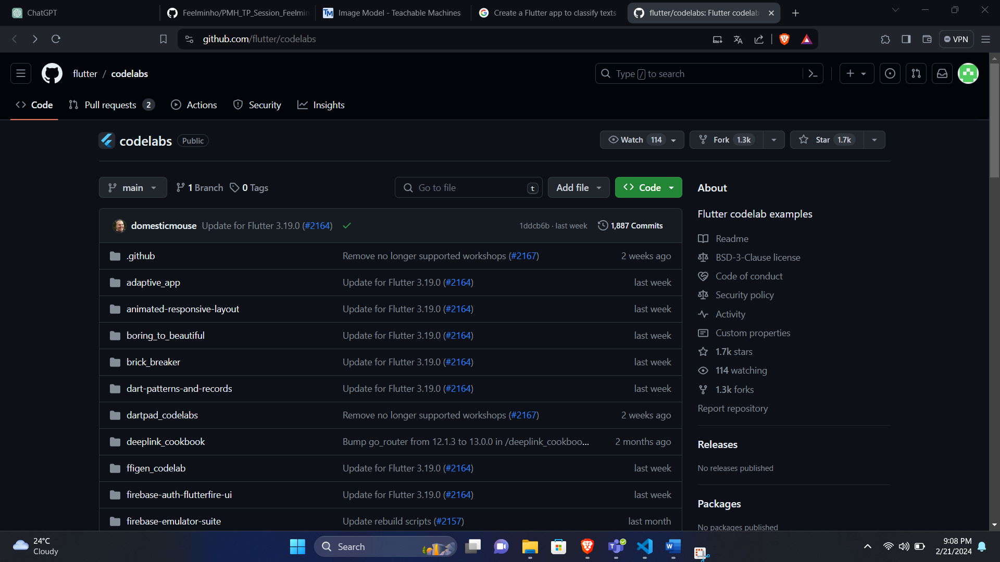 ChatGPT
Feelminho/PMH_TP_Session_Feelmin
TM Image Model - Teachable Machines
Create a Flutter app to classify texts
flutter/codelabs: Flutter codelab
github.com/flutter/codelabs
VPN
flutter / codelabs
Type / to search
Code
Pull requests 2
Actions
Security
Insights
codelabs Public
Watch 114
Fork 1.3k
Star 1.7k
main
1 Branch
0 Tags
Go to file t
Add file
Code
domesticmouse Update for Flutter 3.19.0 (#2164) 1ddcb6b · last week 1,887 Commits
.github Remove no longer supported workshops (#2167) 2 weeks ago
adaptive_app Update for Flutter 3.19.0 (#2164) last week
animated-responsive-layout Update for Flutter 3.19.0 (#2164) last week
boring_to_beautiful Update for Flutter 3.19.0 (#2164) last week
brick_breaker Update for Flutter 3.19.0 (#2164) last week
dart-patterns-and-records Update for Flutter 3.19.0 (#2164) last week
dartpad_codelabs Remove no longer supported workshops (#2167) 2 weeks ago
deeplink_cookbook Bump go_router from 12.1.3 to 13.0.0 in /deeplink_cookboo... 2 months ago
ffigen_codelab Update for Flutter 3.19.0 (#2164) last week
firebase-auth-flutterfire-ui Update for Flutter 3.19.0 (#2164) last week
firebase-emulator-suite Update rebuild scripts (#2157) last month
About
Flutter codelab examples
Readme
BSD-3-Clause license
Code of conduct
Security policy
Activity
Custom properties
1.7k stars
114 watching
1.3k forks
Report repository
Releases
No releases published
Packages
No packages published
24°C
Cloudy
Search
T
W
9:08 PM
2/21/2024